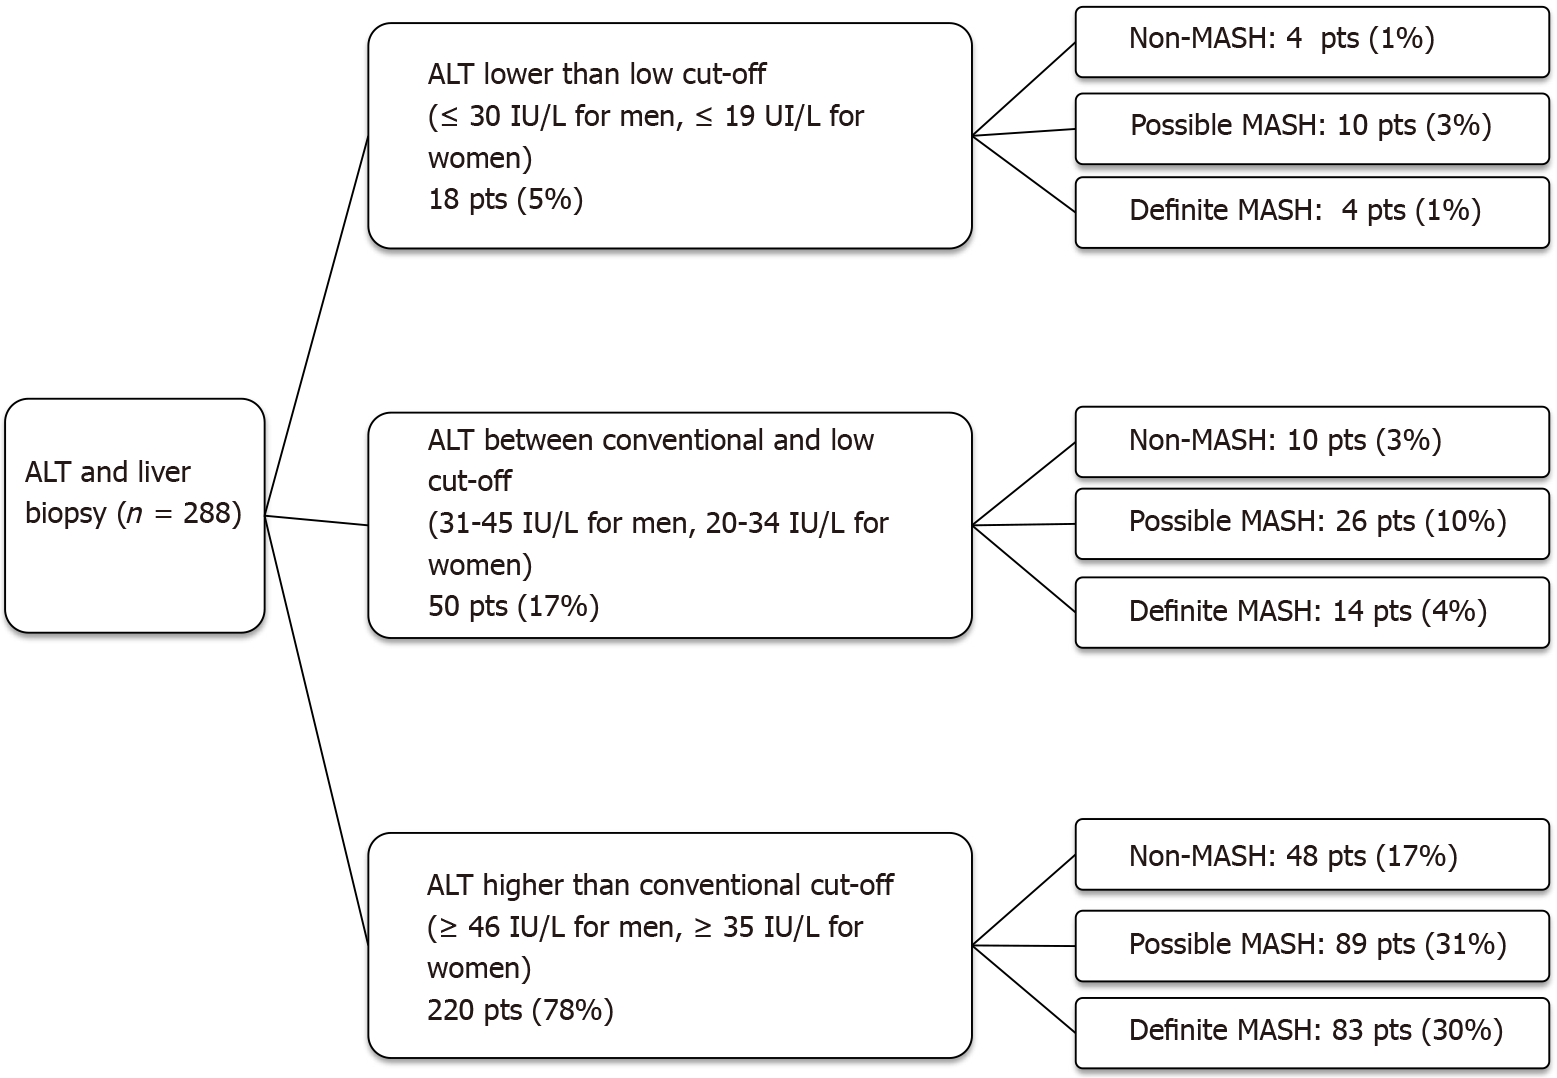 ALT and liver
biopsy (n = 288)
ALT lower than low cut-off
(≤ 30 IU/L for men, ≤ 19 UI/L for
women)
18 pts (5%)
Non-MASH: 4  pts (1%)
Possible MASH: 10 pts (3%)
Definite MASH:  4 pts (1%)
ALT between conventional and low
cut-off
(31-45 IU/L for men, 20-34 IU/L for
women)
50 pts (17%)
Non-MASH: 10 pts (3%)
Possible MASH: 26 pts (10%)
Definite MASH: 14 pts (4%)
ALT higher than conventional cut-off
(≥ 46 IU/L for men, ≥ 35 IU/L for
women)
220 pts (78%)
Non-MASH: 48 pts (17%)
Possible MASH: 89 pts (31%)
Definite MASH: 83 pts (30%)